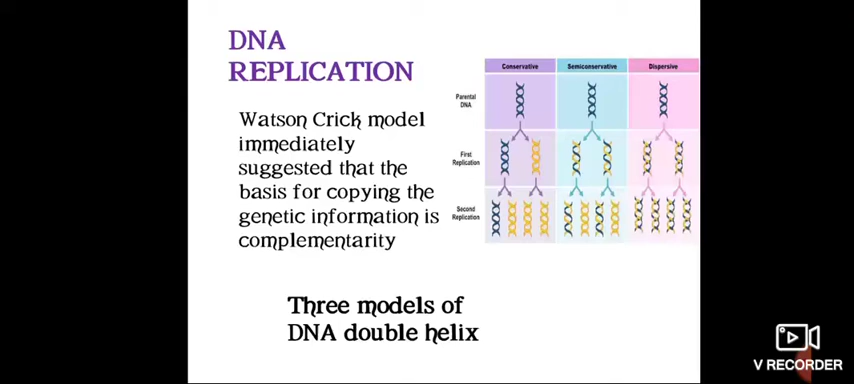 DNA
REPLICATION
Watson Crick model
immediately
suggested that the
basis for copying the
genetic information is
complementarity
Conservative Semiconservative Dispersive
Parental
DNA
First
Replication
Second
Replication
Three models of
DNA double helix
V RECORDER